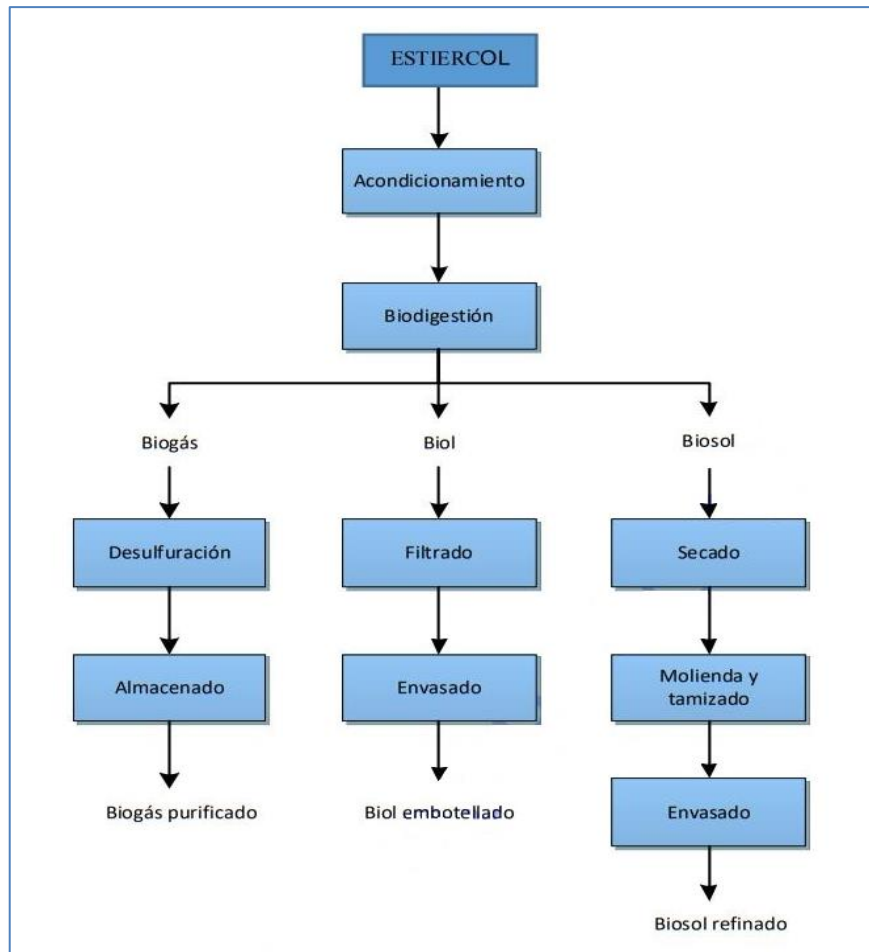 ESTIERCOL
Acondicionamiento
Biodigestión
Biogás
Biol
Biosol
Desulfuración
Filtrado
Secado
Almacenado
Envasado
Molienda y
tamizado
Biogás purificado
Biol embotellado
Envasado
Biosol refinado